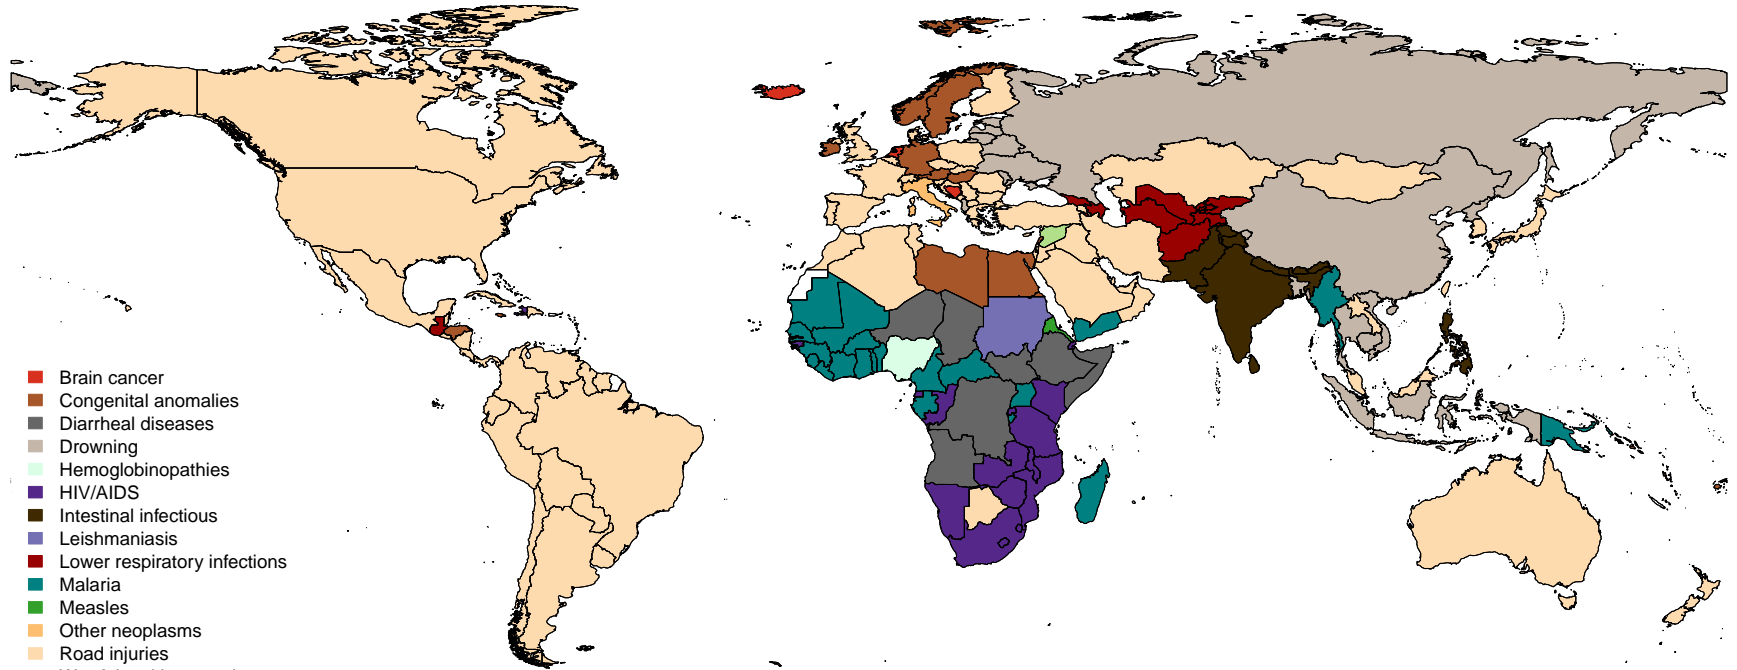 Brain cancer
Congenital anomalies
Diarrheal diseases
Drowning
Hemoglobinopathies
HIV/AIDS
Intestinal infectious
Leishmaniasis
Lower respiratory infections
Malaria
Measles
Other neoplasms
Road injuries